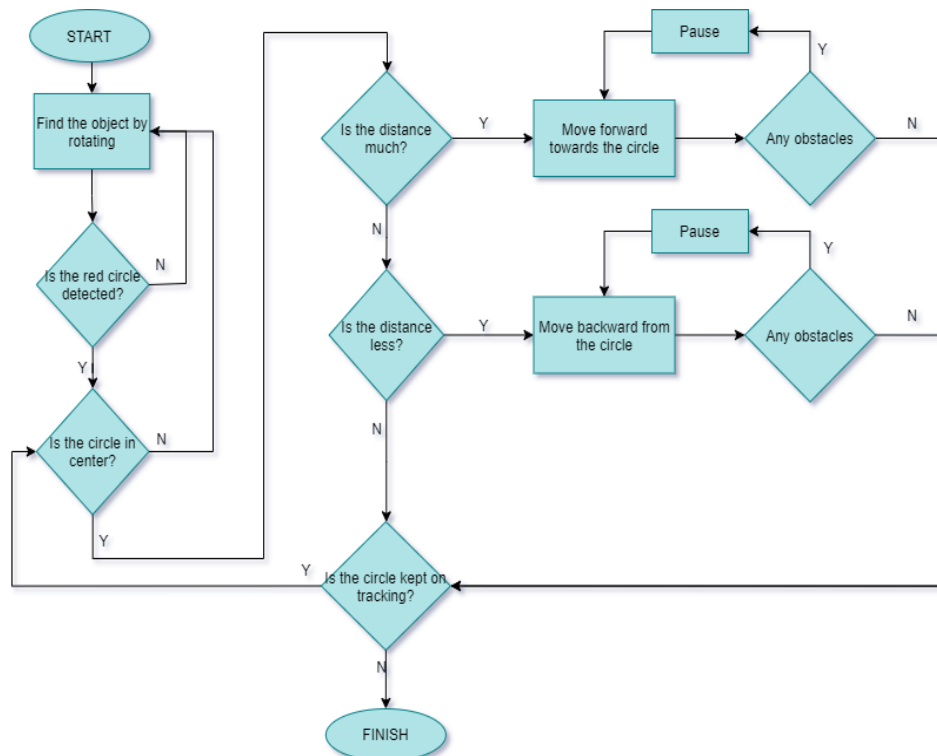 START
Find the object by
rotating
Is the red circle
detected?
N
Y
Is the circle in
center?
N
Y
Is the distance
much?
Y
N
Move forward
towards the circle
Pause
Y
Any obstacles
N
Is the distance
less?
Y
N
Move backward from
the circle
Pause
Y
Any obstacles
N
Is the circle kept on
tracking?
Y
N
FINISH